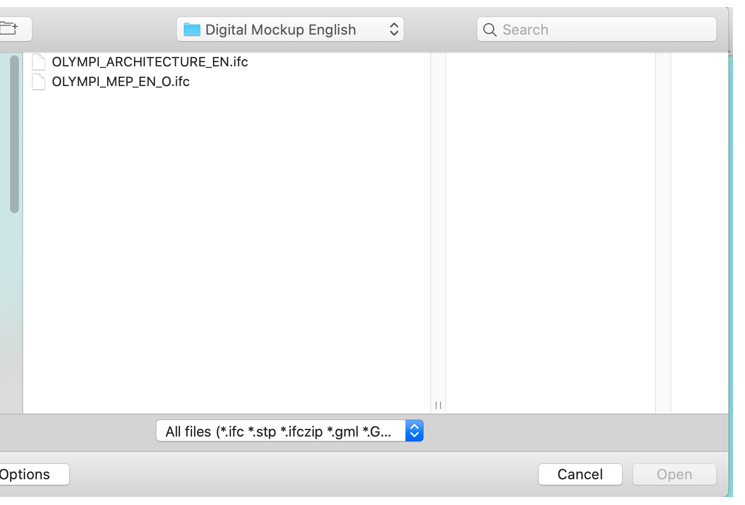 Digital Mockup English
Search
OLYMPI_ARCHITECTURE_EN.ifc
OLYMPI_MEP_EN_O.ifc
All files (*.ifc *.stp *.ifczip *.gml *.G...
Options
Cancel
Open